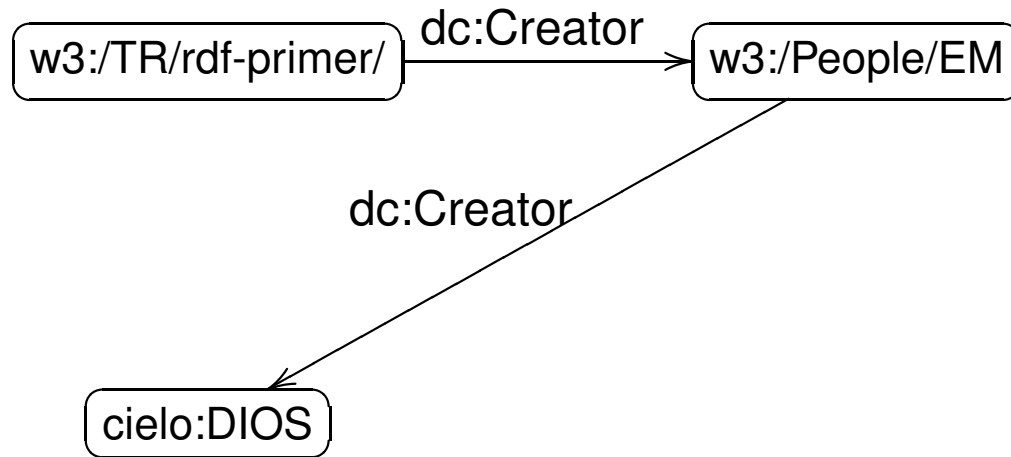 dc:Creator
w3:/TR/rdf-primer/
w3:/People/EM
dc:Creator
cielo:DIOS